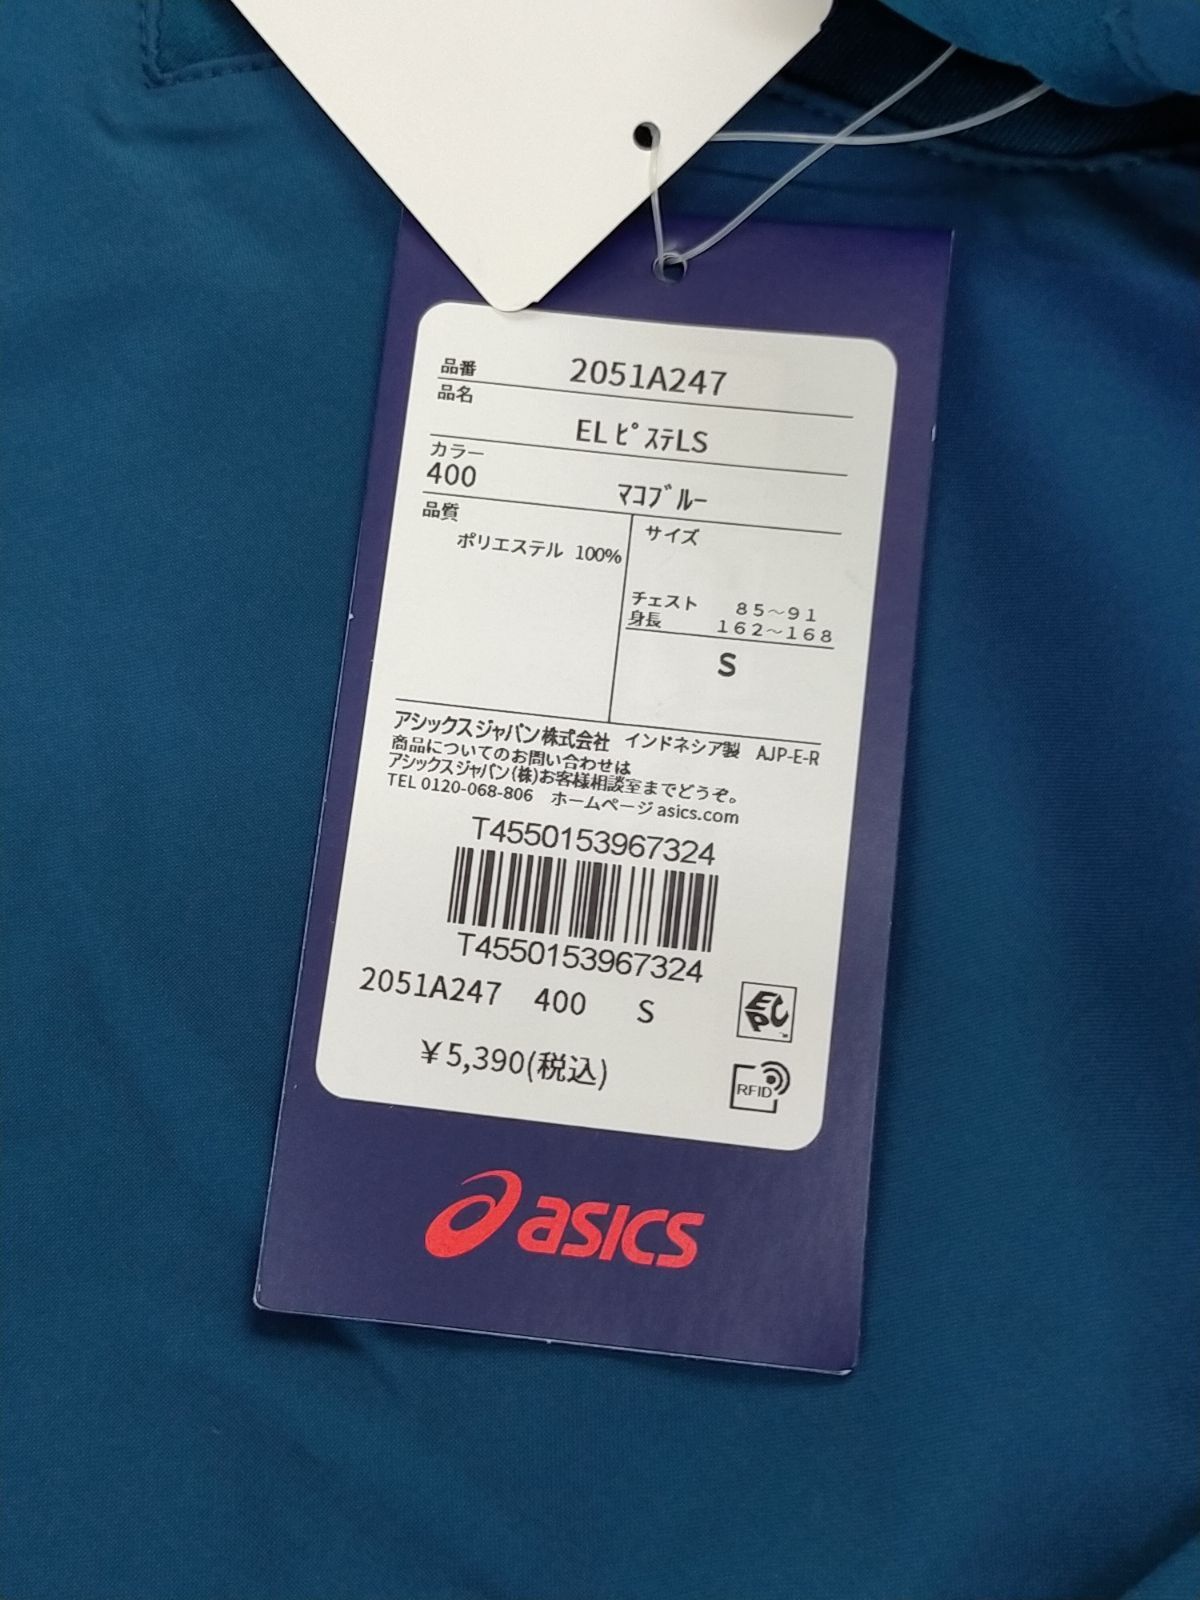 品番 2051A247
品名
EL ﾋﾟｽﾃLS
カラー
400 ﾏｺﾌﾞﾙｰ
品質
ポリエステル 100%
サイズ
チェスト 85～91
身長 162～168
S
アシックスジャパン株式会社 インドネシア製 AJP-E-R
商品についてのお問い合わせは
アシックスジャパン(株)お客様相談室までどうぞ。
TEL 0120-068-806 ホームページ asics.com
T4550153967324
T4550153967324
2051A247 400 S
EPC
¥5,390(税込)
RFID
asics